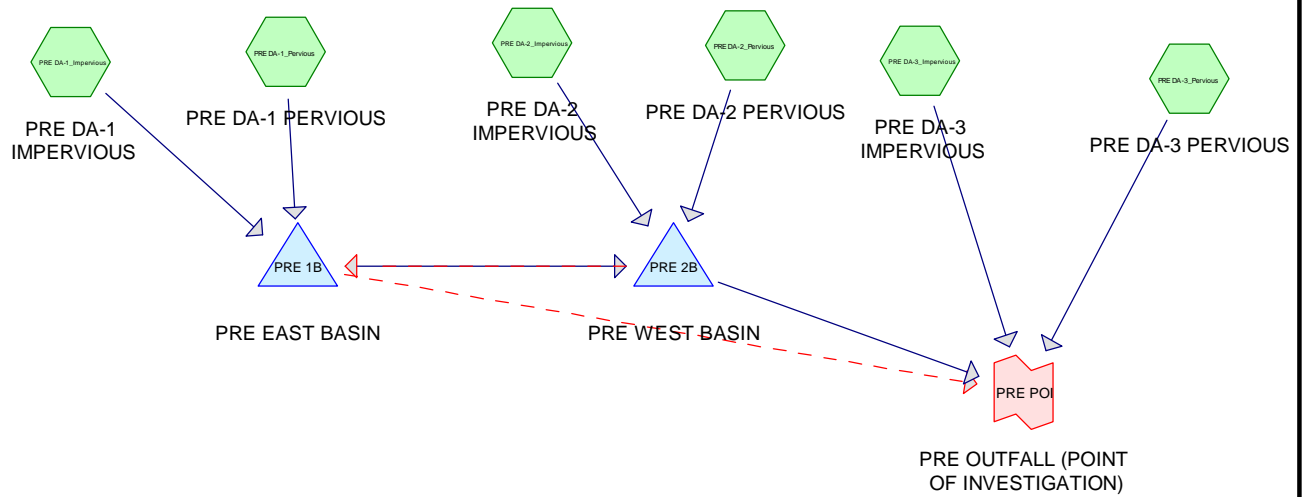 PRE DA-1_Impervious
PRE DA-1_Pervious
PRE DA-2_Impervious
PRE DA-2_Pervious
PRE DA-3_Impervious
PRE DA-3_Pervious
PRE DA-1
IMPERVIOUS
PRE DA-1 PERVIOUS
PRE DA-2
IMPERVIOUS
PRE DA-2 PERVIOUS
PRE DA-3
IMPERVIOUS
PRE DA-3 PERVIOUS
PRE 1B
PRE 2B
PRE EAST BASIN
PRE WEST BASIN
PRE POI
PRE OUTFALL (POINT
OF INVESTIGATION)